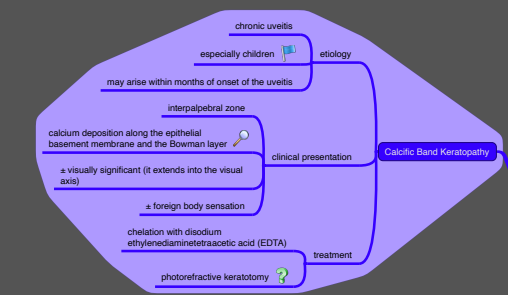 chronic uveitis
especially children
may arise within months of onset of the uveitis
etiology
interpalpebral zone
calcium deposition along the epithelial
basement membrane and the Bowman layer
± visually significant (it extends into the visual
axis)
± foreign body sensation
clinical presentation
Calcific Band Keratopathy
chelation with disodium
ethylenediaminetetraacetic acid (EDTA)
photorefractive keratotomy
treatment